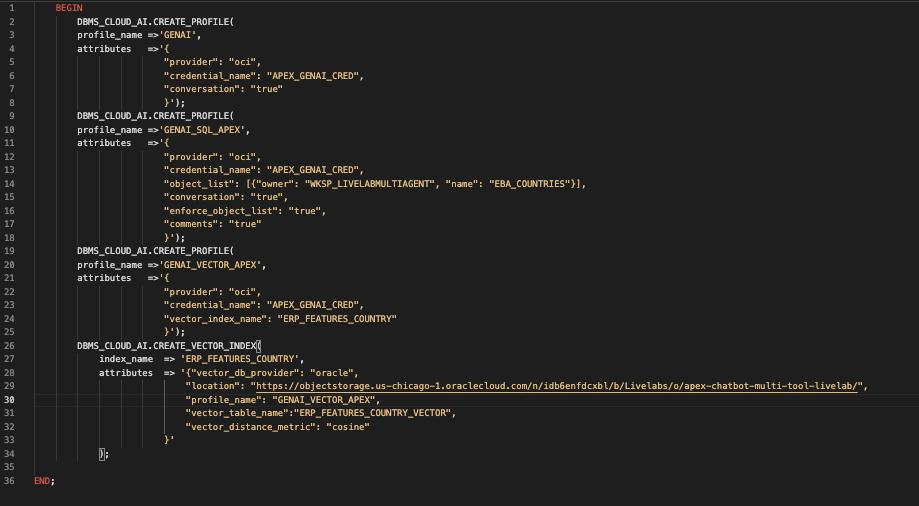 1 BEGIN
2 DBMS_CLOUD_AI.CREATE_PROFILE(
3 profile_name =>'GENAI',
4 attributes =>'{
5 "provider": "oci",
6 "credential_name": "APEX_GENAI_CRED",
7 "conversation": "true"
8 }');
9 DBMS_CLOUD_AI.CREATE_PROFILE(
10 profile_name =>'GENAI_SQL_APEX',
11 attributes =>'{
12 "provider": "oci",
13 "credential_name": "APEX_GENAI_CRED",
14 "object_list": [{"owner": "WKSP_LIVELABMULTIAGENT", "name": "EBA_COUNTRIES"}],
15 "conversation": "true",
16 "enforce_object_list": "true",
17 "comments": "true"
18 }');
19 DBMS_CLOUD_AI.CREATE_PROFILE(
20 profile_name =>'GENAI_VECTOR_APEX',
21 attributes =>'{
22 "provider": "oci",
23 "credential_name": "APEX_GENAI_CRED",
24 "vector_index_name": "ERP_FEATURES_COUNTRY"
25 }');
26 DBMS_CLOUD_AI.CREATE_VECTOR_INDEX(
27 index_name => 'ERP_FEATURES_COUNTRY',
28 attributes => '{"vector_db_provider": "oracle",
29 "location": "https://objectstorage.us-chicago-1.oraclecloud.com/n/idb6enfdcxbl/b/Livelabs/o/apex-chatbot-multi-tool-livelab/",
30 "profile_name": "GENAI_VECTOR_APEX",
31 "vector_table_name":"ERP_FEATURES_COUNTRY_VECTOR",
32 "vector_distance_metric": "cosine"
33 }'
34 );
35
36 END;